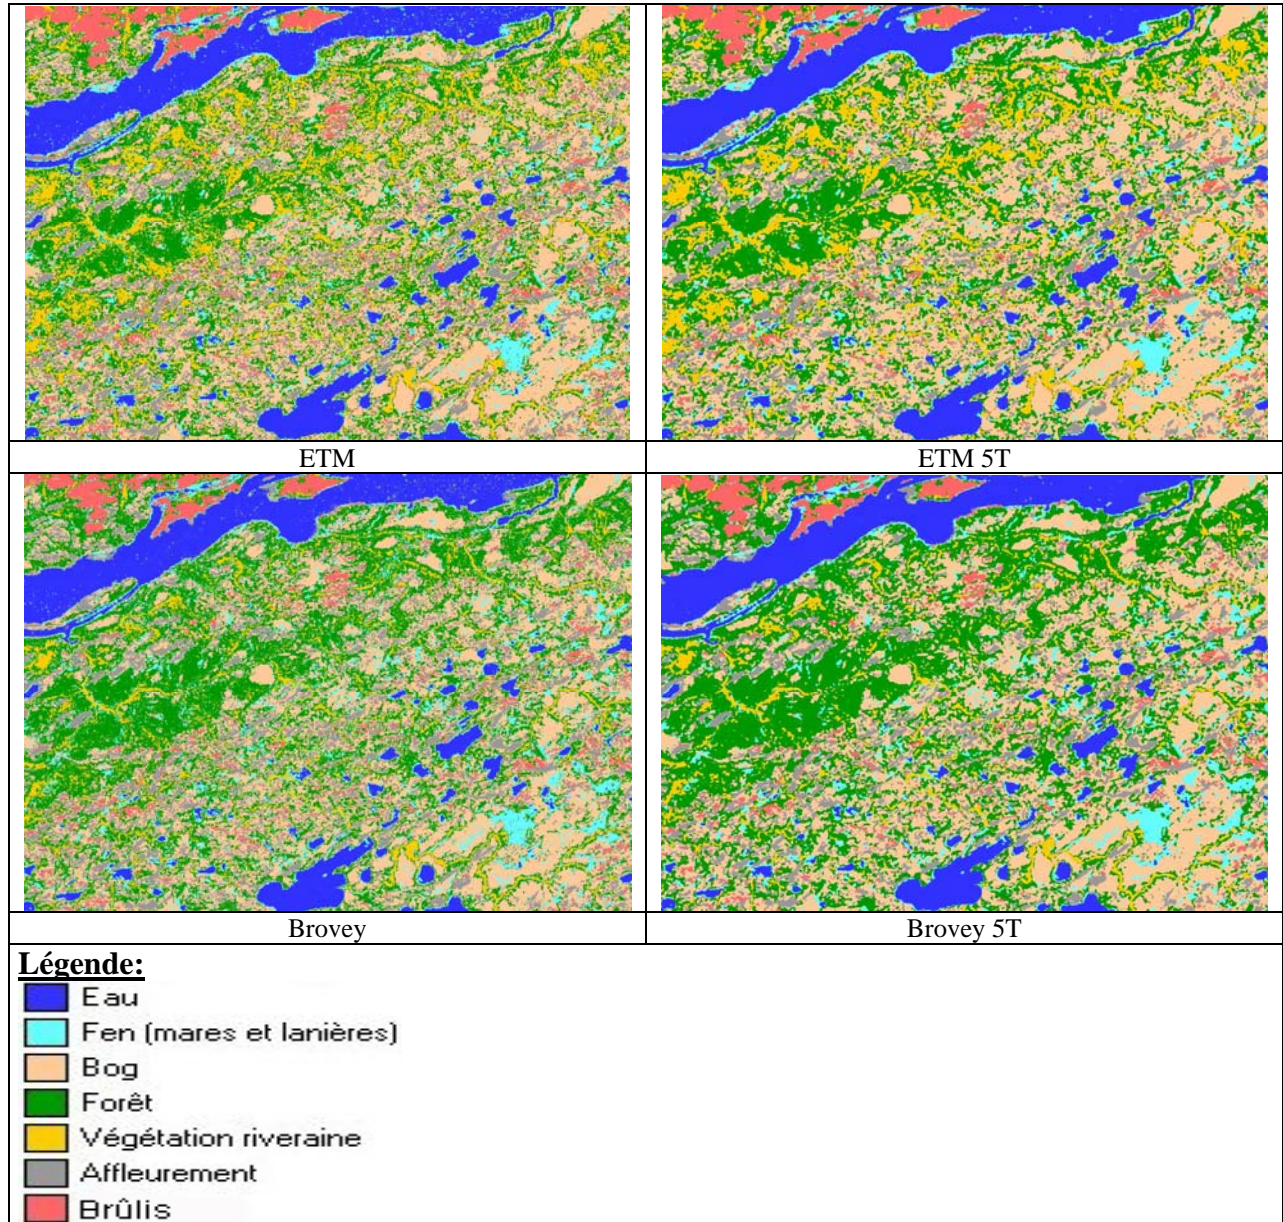 ETM
ETM 5T
Brovey
Brovey 5T
Légende:
Eau
Fen (mares et lanières)
Bog
Forêt
Végétation riveraine
Affleurement
Brûlis